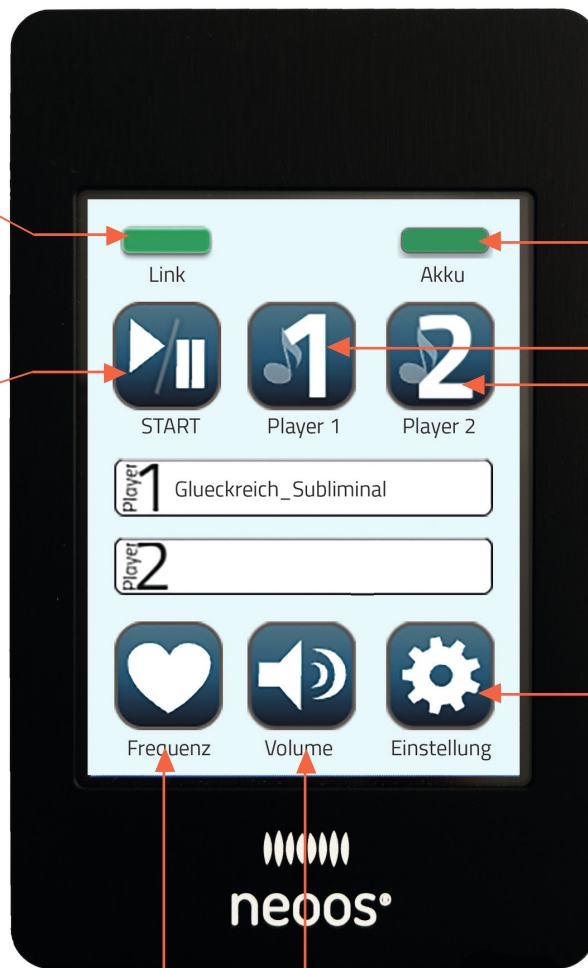 Link
Akku
START
Player 1
Player 2
Player 1 Glueckreich_Subliminal
Player 2
Frequenz
Volume
Einstellung
neoos®